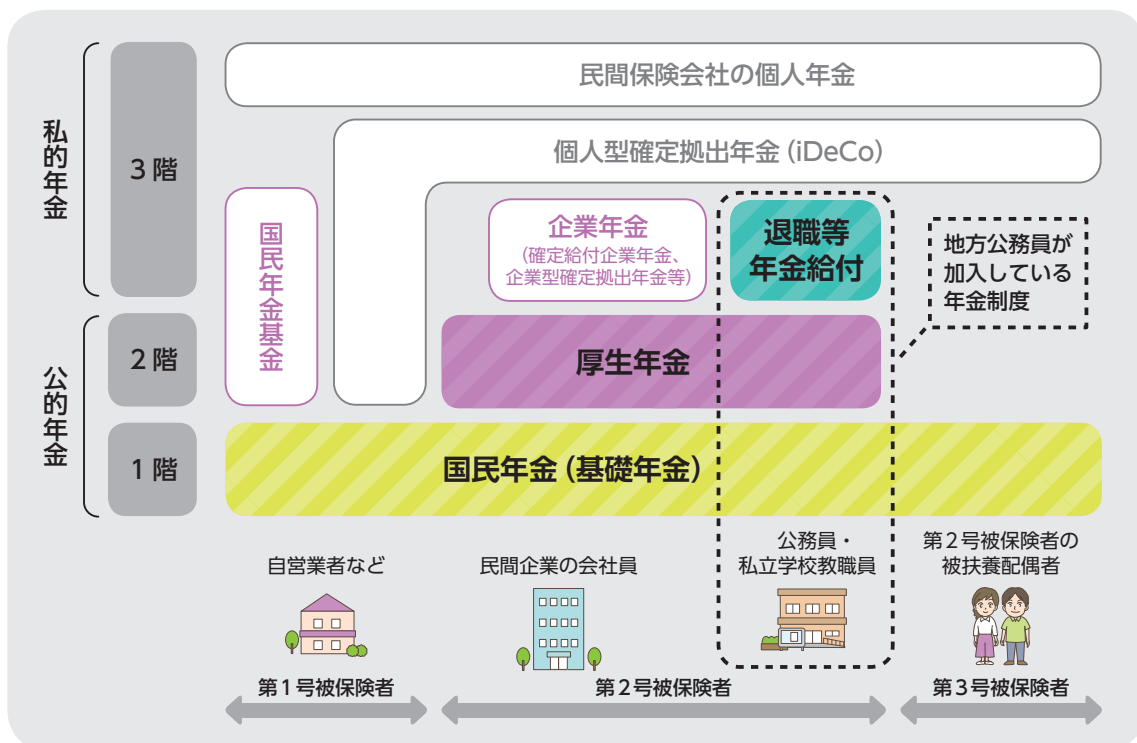 私的年金
3階
民間保険会社の個人年金
個人型確定拠出年金（iDeCo）
国民年金基金
企業年金
（確定給付企業年金、
企業型確定拠出年金等）
退職等
年金給付
地方公務員が
加入している
年金制度
公的年金
2階
厚生年金
1階
国民年金（基礎年金）
自営業者など
民間企業の会社員
公務員・
私立学校教職員
第2号被保険者の
被扶養配偶者
第1号被保険者
第2号被保険者
第3号被保険者